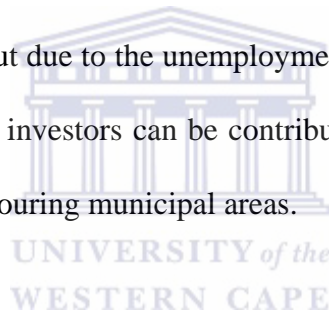 ut due to the unemployme
investors can be contribu
ouring municipal areas.
UNIVERSITY of the
WESTERN CAPE